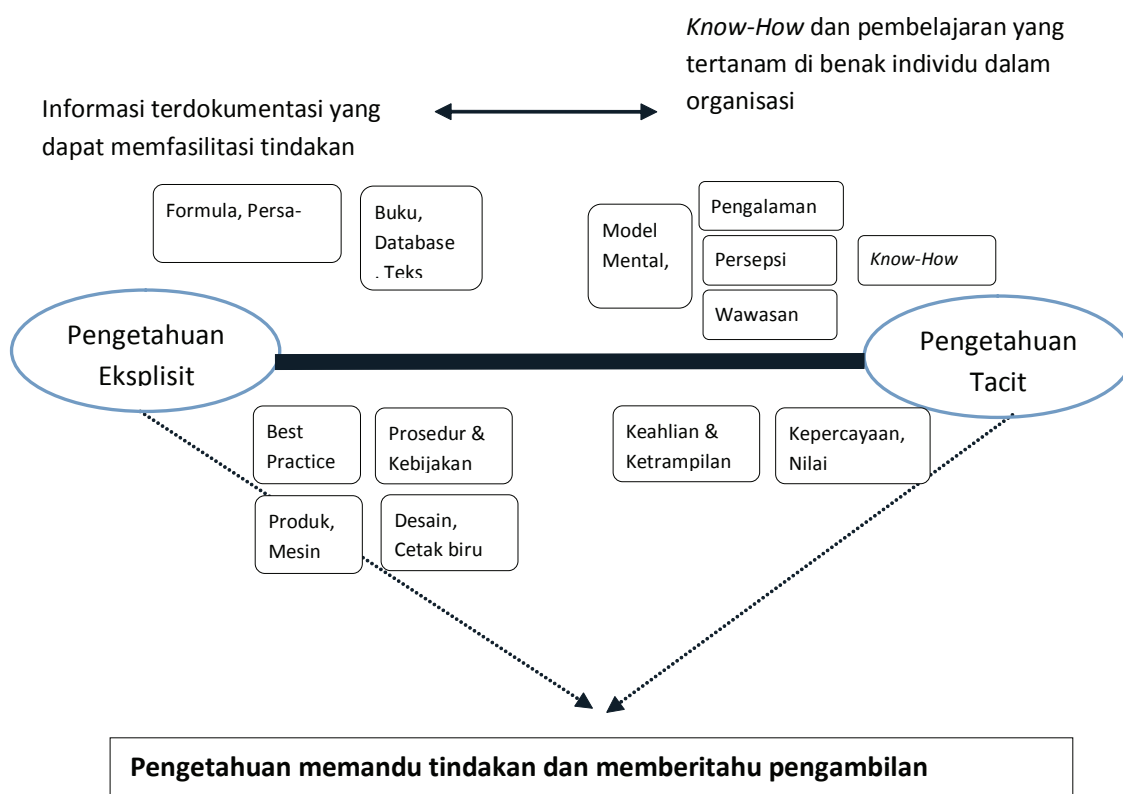 Know-How dan pembelajaran yang
tertanam di benak individu dalam
organisasi
Informasi terdokumentasi yang
dapat memfasilitasi tindakan
Formula, Persa-
Buku,
Database
, Teks
Model
Mental,
Pengalaman
Persepsi
Wawasan
Know-How
Pengetahuan
Eksplisit
Pengetahuan
Tacit
Best
Practice
Prosedur &
Kebijakan
Keahlian &
Ketrampilan
Kepercayaan,
Nilai
Produk,
Mesin
Desain,
Cetak biru
Pengetahuan memandu tindakan dan memberitahu pengambilan